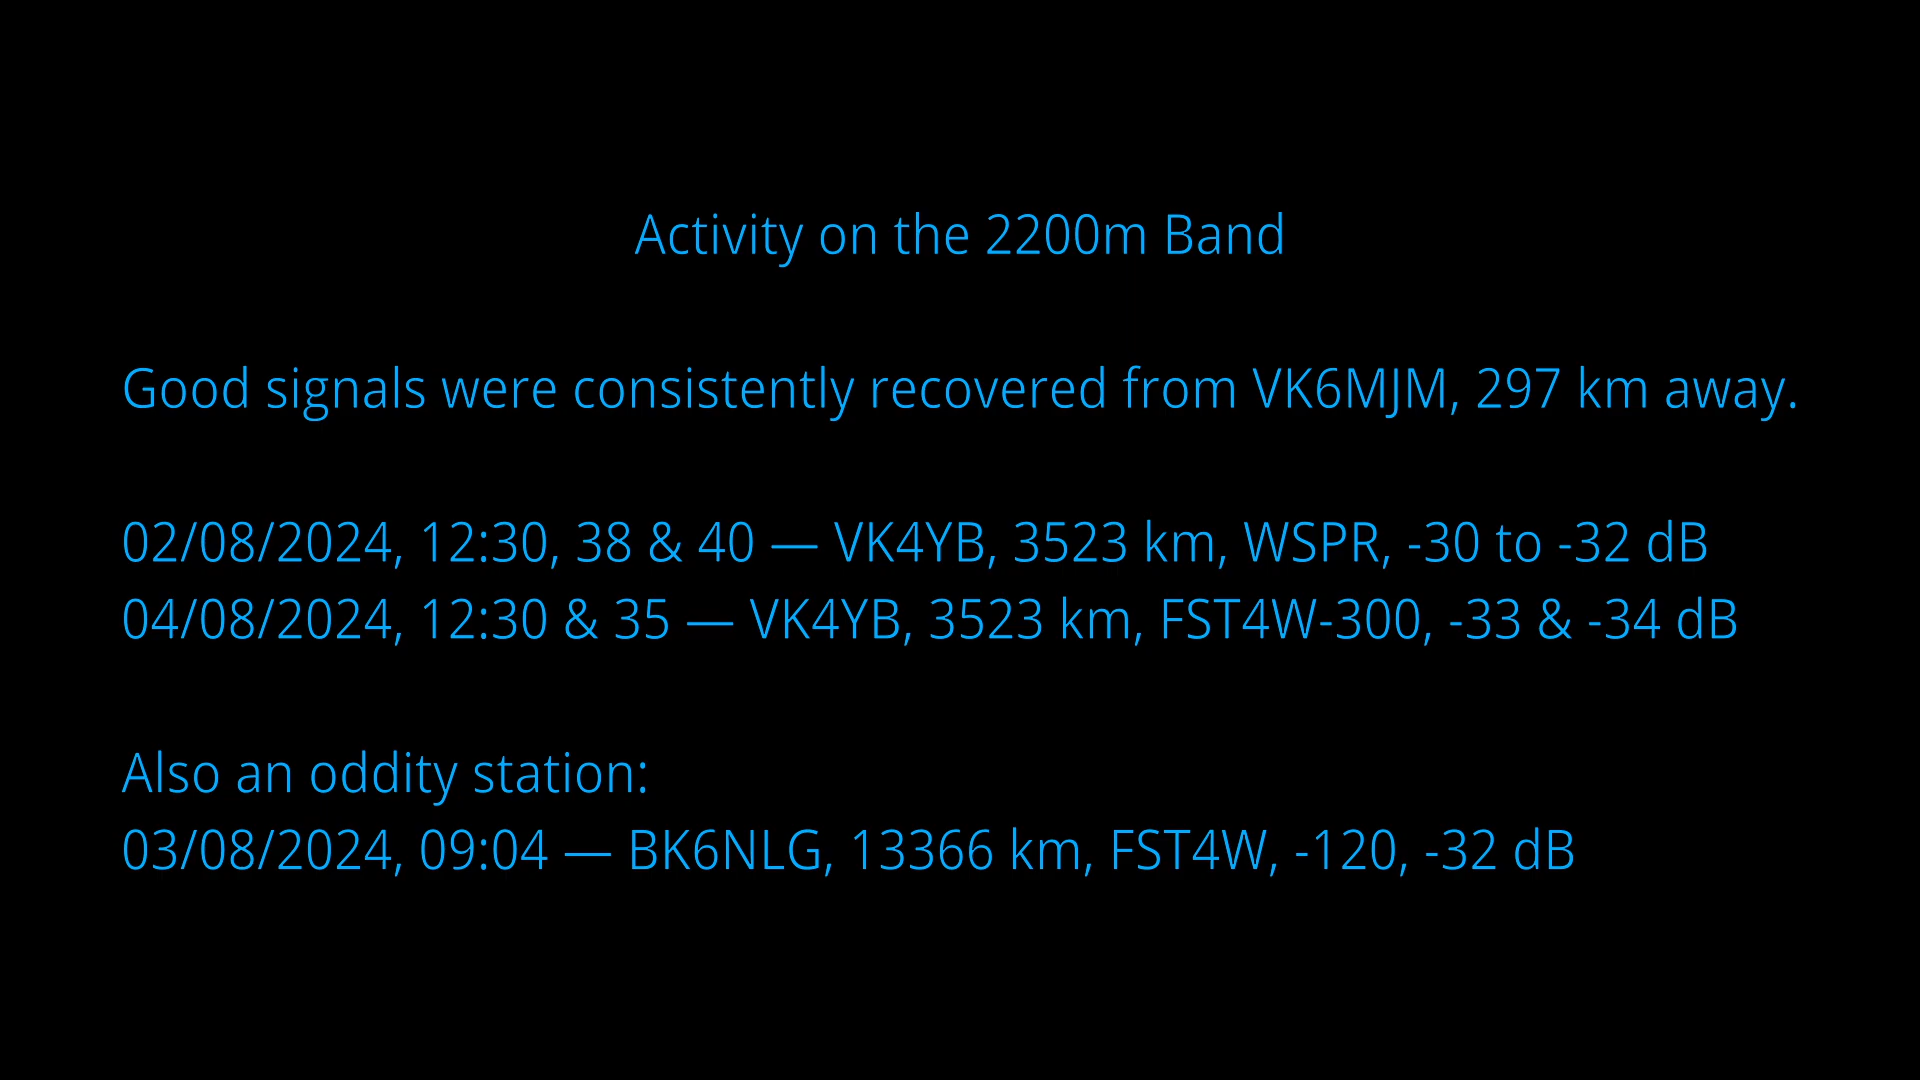 Activity on the 2200m Band
Good signals were consistently recovered from VK6MJM, 297 km away.
02/08/2024, 12:30, 38 & 40 — VK4YB, 3523 km, WSPR, -30 to -32 dB
04/08/2024, 12:30 & 35 — VK4YB, 3523 km, FST4W-300, -33 & -34 dB
Also an oddity station:
03/08/2024, 09:04 — BK6NLG, 13366 km, FST4W, -120, -32 dB